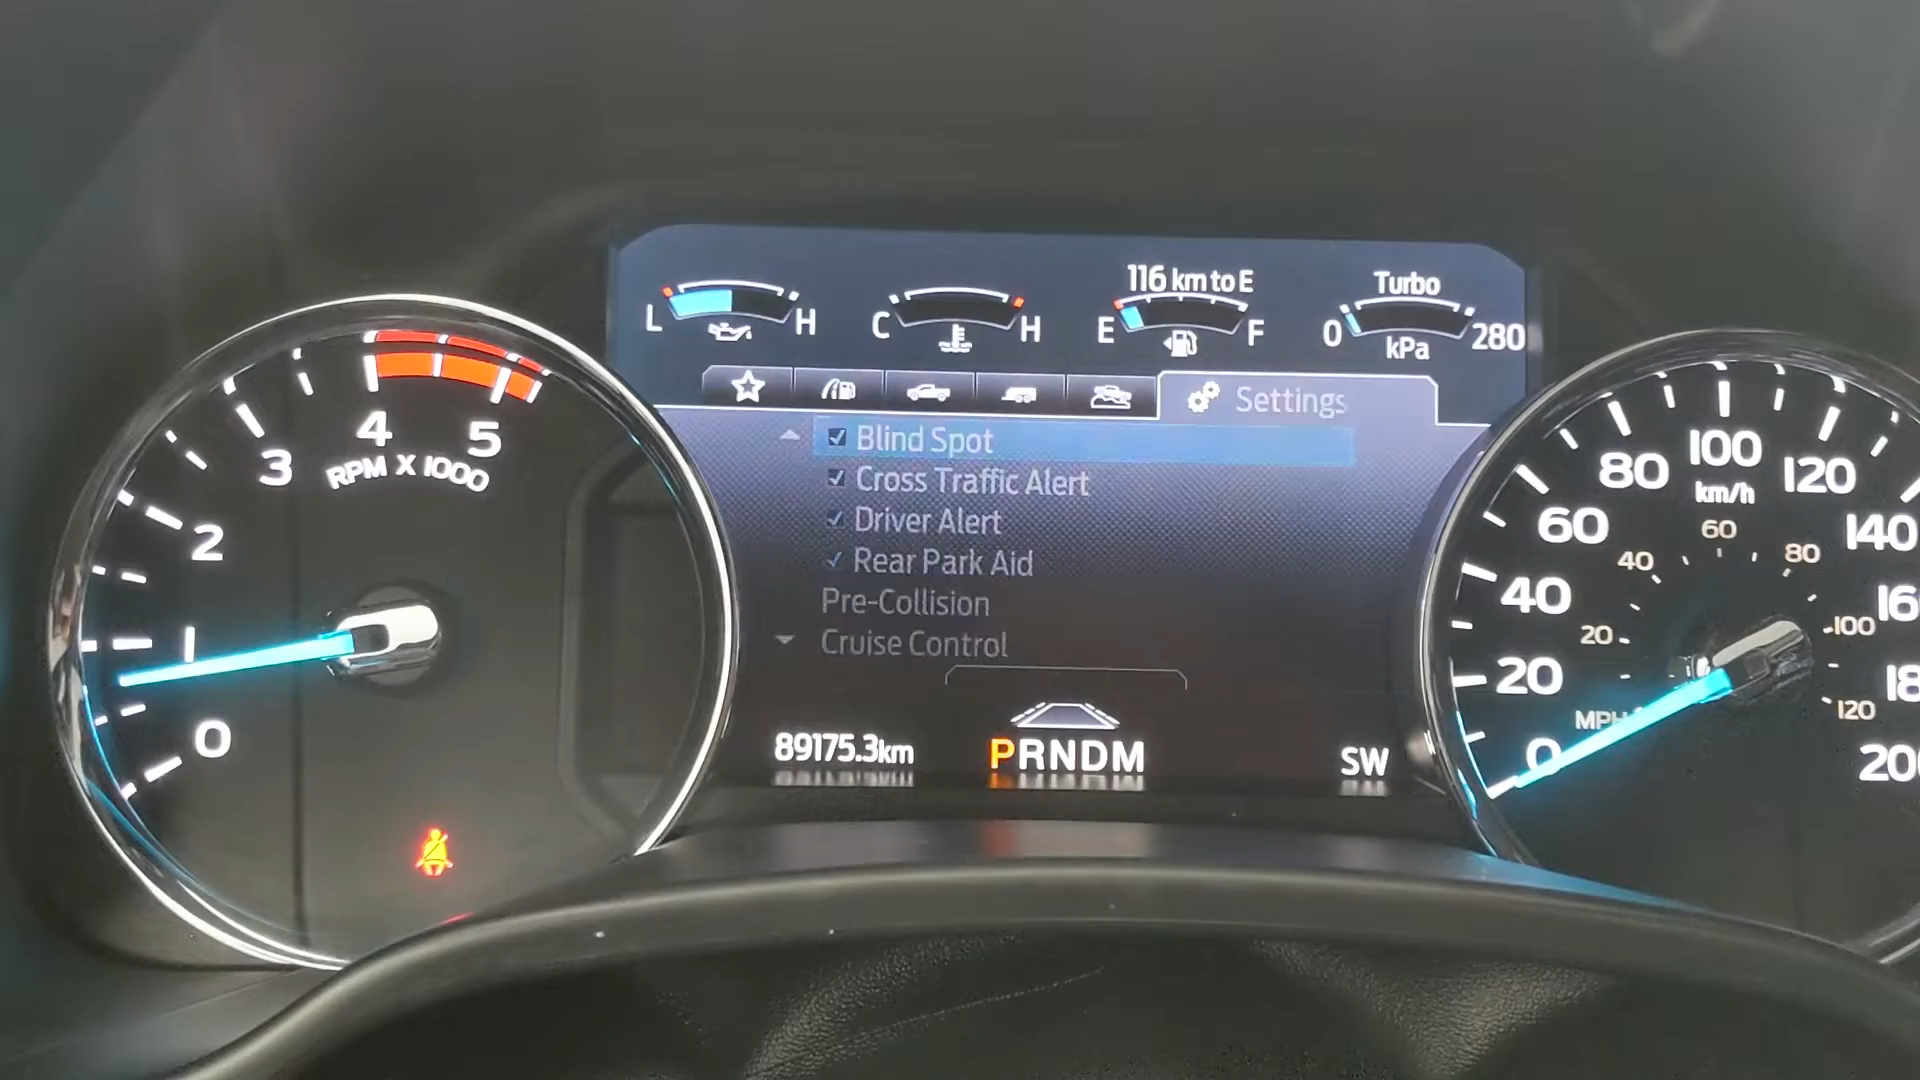 116 km to E
Turbo
L H
C H
E F
0 280
kPa
Settings
Blind Spot
Cross Traffic Alert
Driver Alert
Rear Park Aid
Pre-Collision
Cruise Control
89175.3km
PRNDM
SW
0 1 2 3 4 5
RPM X 1000
0 20 40 60 80 100 120 140
km/h
20 40 60 80 100 120
MPH